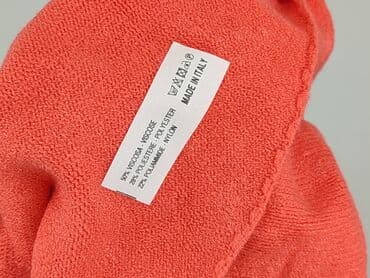 MADE IN ITALY
50% VISCOSA - VISCOSE
28% POLIESTERE - POLYESTER
22% POLIAMMIDE - NYLON